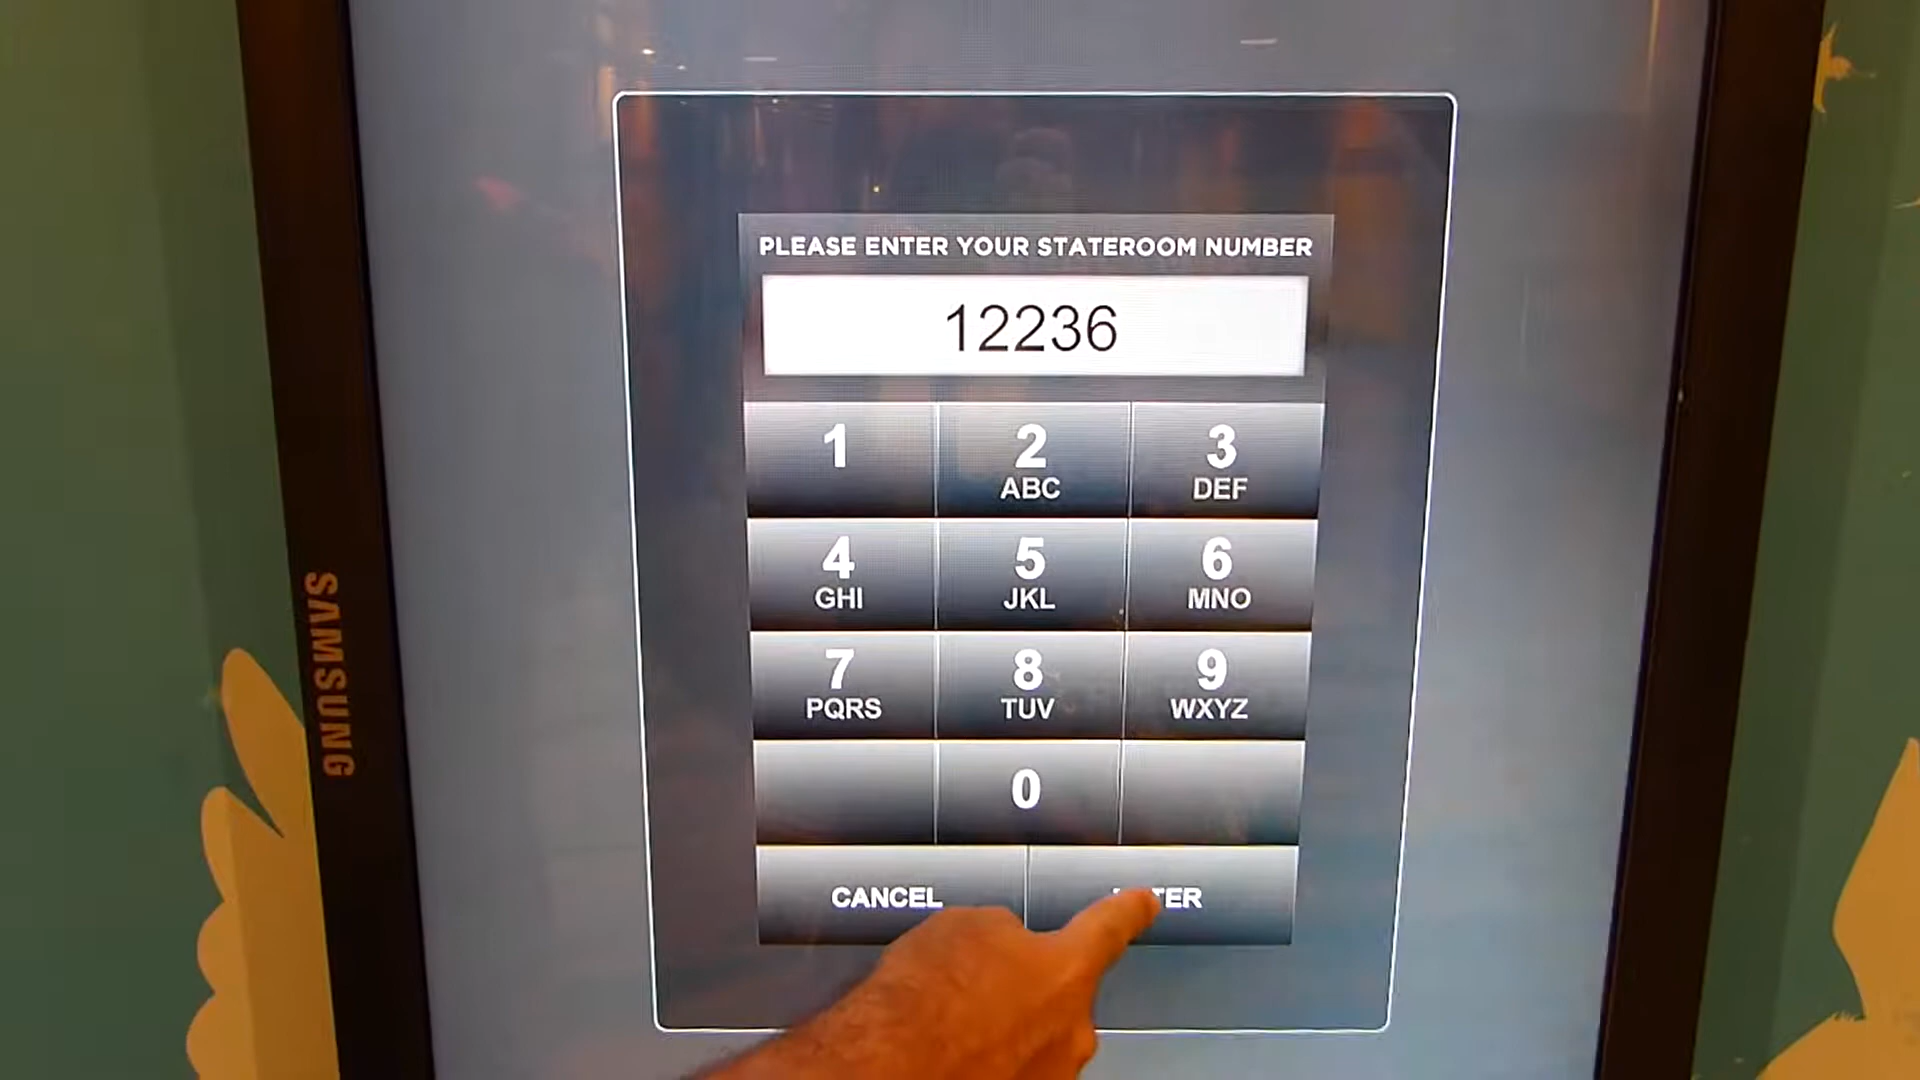 PLEASE ENTER YOUR STATEROOM NUMBER
12236
1 2 3
ABC DEF
4 5 6
GHI JKL MNO
7 8 9
PQRS TUV WXYZ
0
CANCEL
SAMSUNG